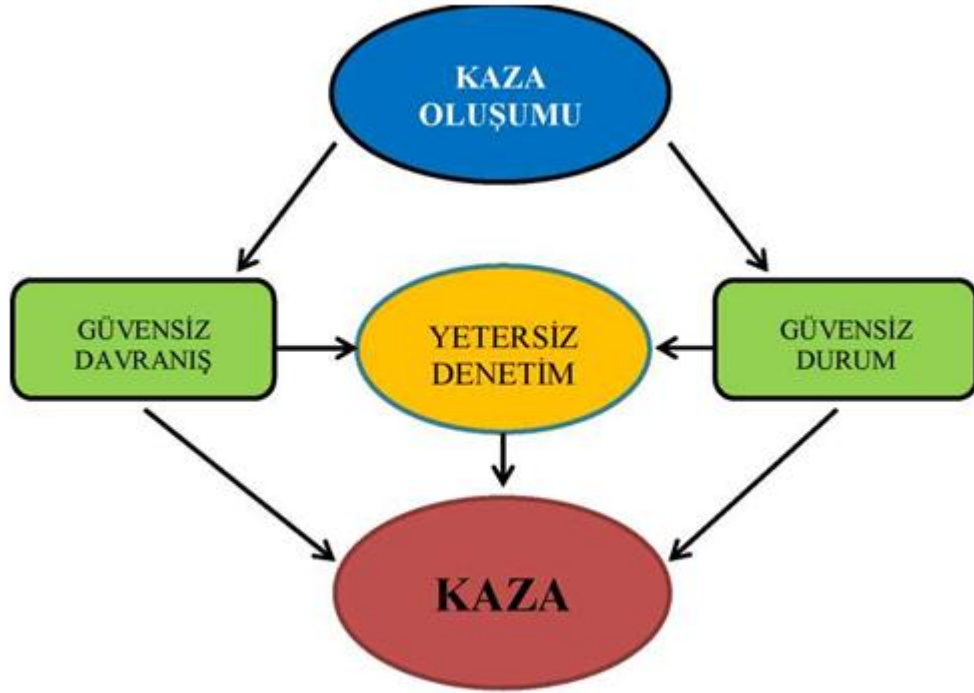 KAZA
OLUŞUMU
GÜVENSİZ
DAVRANIŞ
YETERSİZ
DENETİM
GÜVENSİZ
DURUM
KAZA